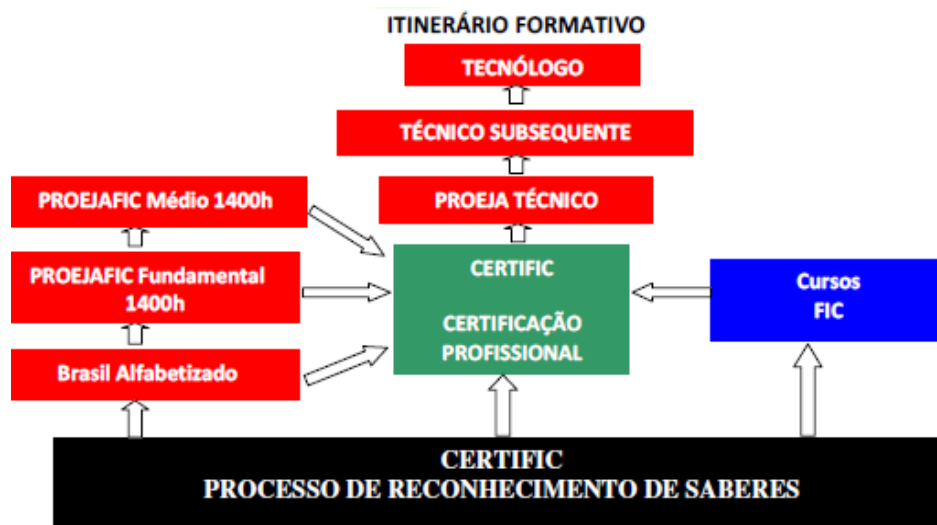 ITINERÁRIO FORMATIVO
TECNÓLOGO
TÉCNICO SUBSEQUENTE
PROEJAFIC Médio 1400h
PROEJA TÉCNICO
PROEJAFIC Fundamental
1400h
CERTIFIC
CERTIFICAÇÃO
PROFISSIONAL
Cursos
FIC
Brasil Alfabetizado
CERTIFIC
PROCESSO DE RECONHECIMENTO DE SABERES